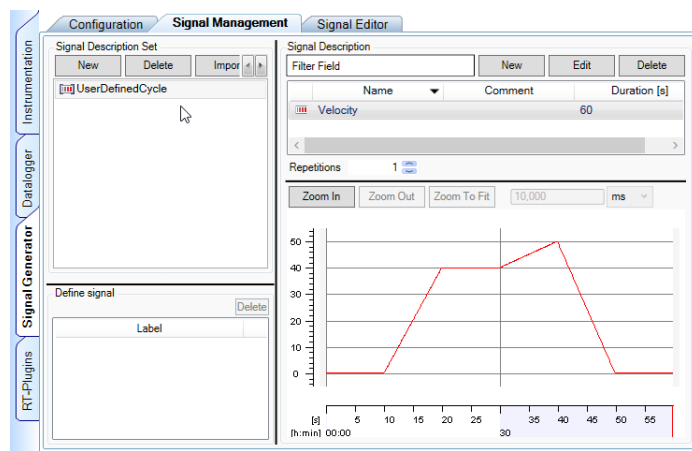 Configuration
Signal Management
Signal Editor
Instrumentation
Datalogger
Signal Generator
RT-Plugins
Signal Description Set
New
Delete
Impor
UserDefinedCycle
Define signal
Delete
Label
Signal Description
Filter Field
New
Edit
Delete
Name
Comment
Duration [s]
Velocity
60
Repetitions
1
Zoom In
Zoom Out
Zoom To Fit
10,000
ms
50
40
30
20
10
0
[s] 5 10 15 20 25 35 40 45 50 55
[h:min] 00:00 30